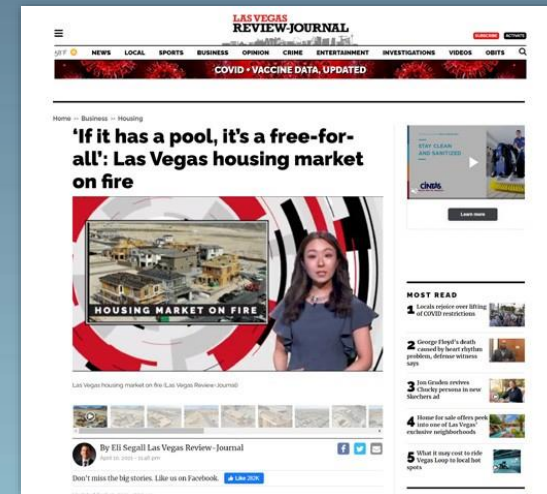 LAS VEGAS
REVIEW-JOURNAL
SUBSCRIBE ACTIVATE
NEWS LOCAL SPORTS BUSINESS OPINION CRIME ENTERTAINMENT INVESTIGATIONS VIDEOS OBITS
COVID • VACCINE DATA, UPDATED
Home — Business — Housing
‘If it has a pool, it’s a free-for-
all’: Las Vegas housing market
on fire
HOUSING MARKET ON FIRE
Las Vegas housing market on fire (Las Vegas Review-Journal)
By Eli Segall Las Vegas Review-Journal
Don’t miss the big stories. Like us on Facebook.
STAY CLEAN
AND SANITIZED
CINTAS
Learn more
MOST READ
1 Locals rejoice over lifting
of COVID restrictions
2 George Floyd’s death
caused by heart rhythm
problem, defense witness
says
3 Jon Gruden revives
Chucky persona in new
Skechers ad
4 Home for sale offers peek
into one of Las Vegas’
exclusive neighborhoods
5 What it may cost to ride
Vegas Loop to local hot
spots